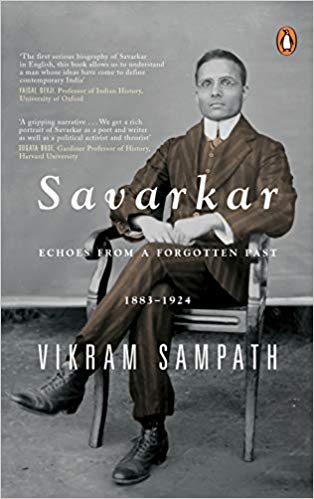 'The first serious biography of Savarkar
in English, this book allows us to understand
a man whose ideas have come to define
contemporary India'
FAISAL DEVJI, Professor of Indian History,
University of Oxford
'A gripping narrative . . . We get a rich
portrait of Savarkar as a poet and writer
as well as a political activist and theorist'
SUGATA BOSE, Gardiner Professor of History,
Harvard University
Savarkar
ECHOES FROM A FORGOTTEN PAST
1883–1924
VIKRAM SAMPATH